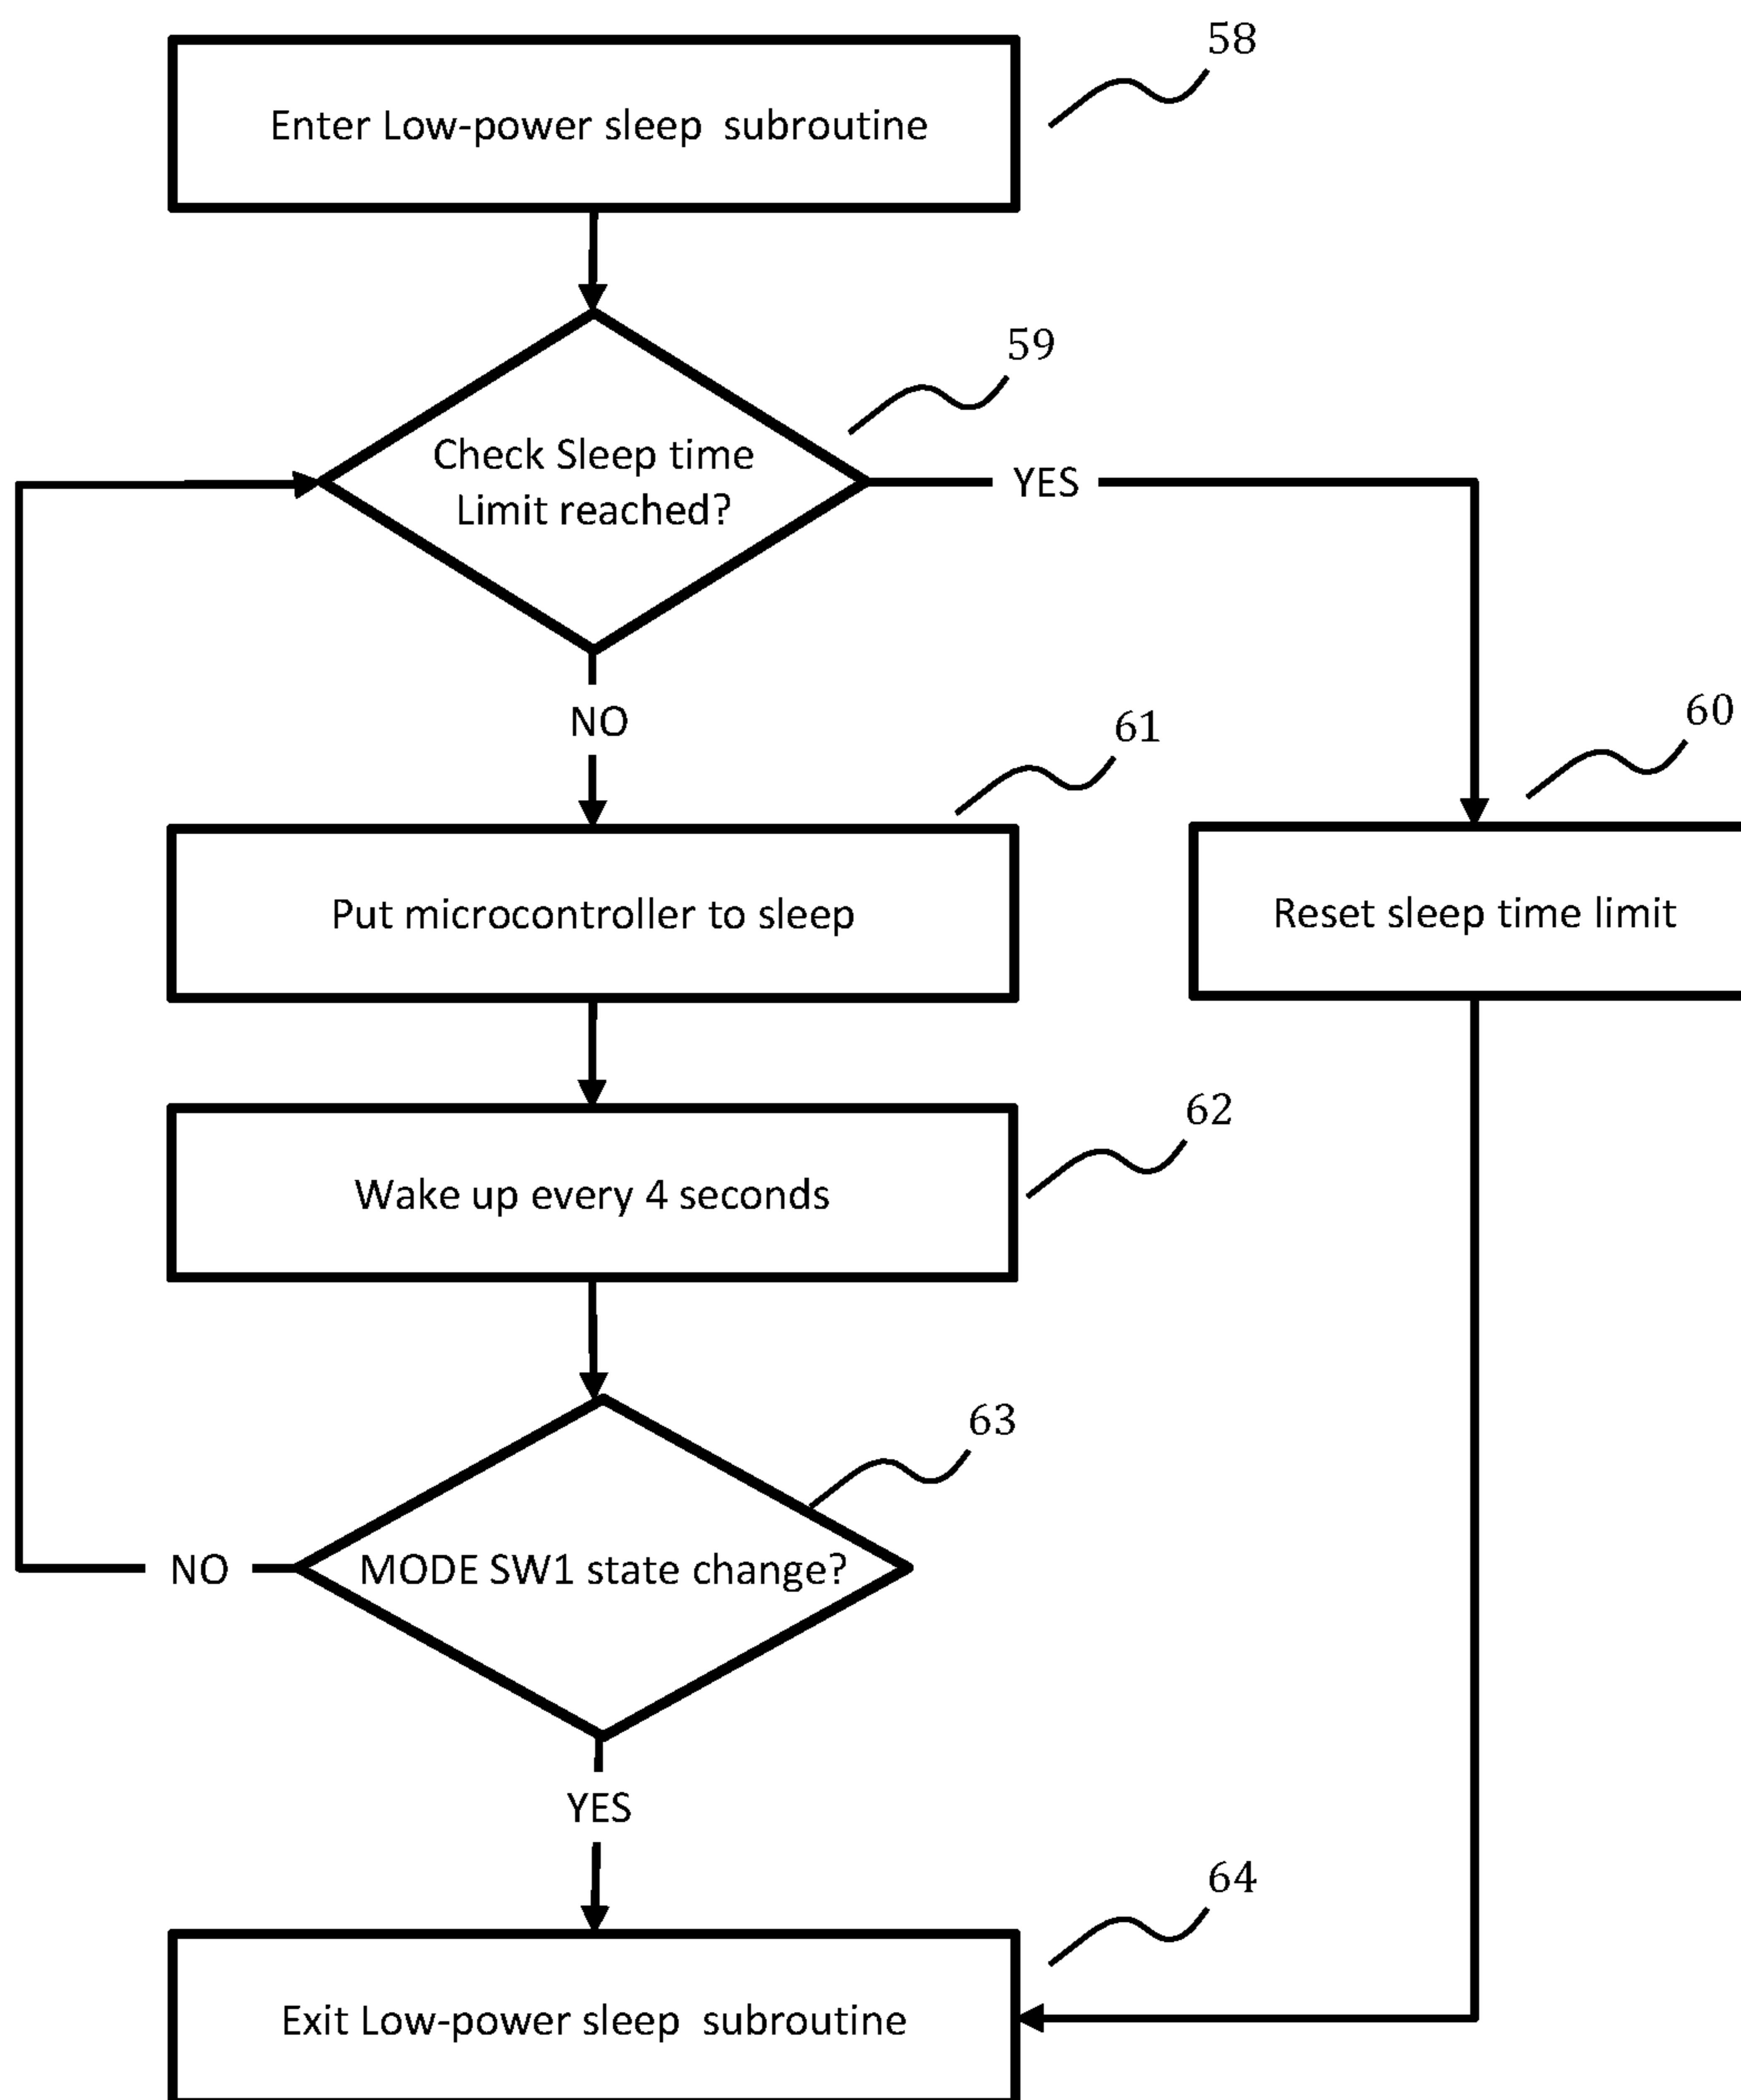 58
Enter Low-power sleep subroutine
59
Check Sleep time
Limit reached?
YES
NO
61
60
Put microcontroller to sleep
Reset sleep time limit
62
Wake up every 4 seconds
63
MODE SW1 state change?
NO
YES
64
Exit Low-power sleep subroutine